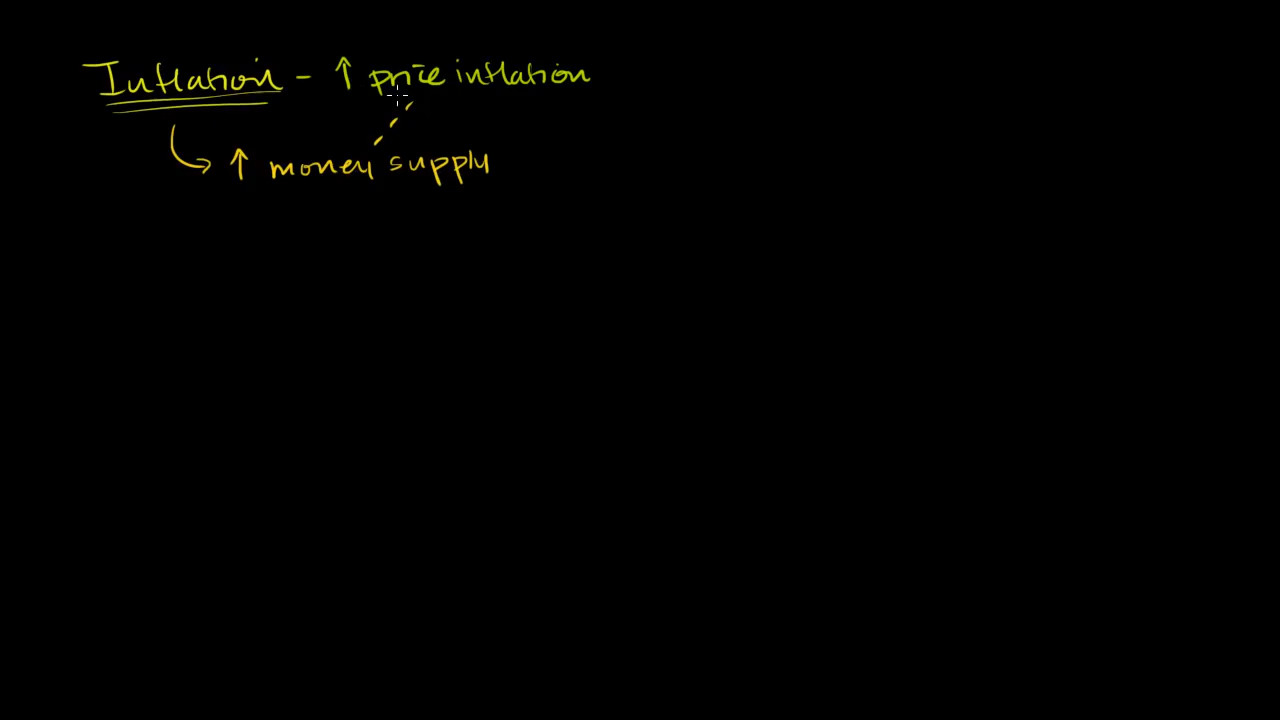 Inflation - ↑ price inflation
↑ money supply